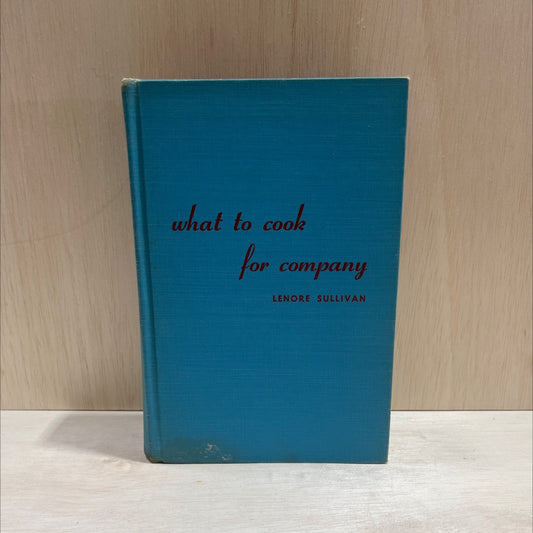 what to cook
for company
LENORE SULLIVAN